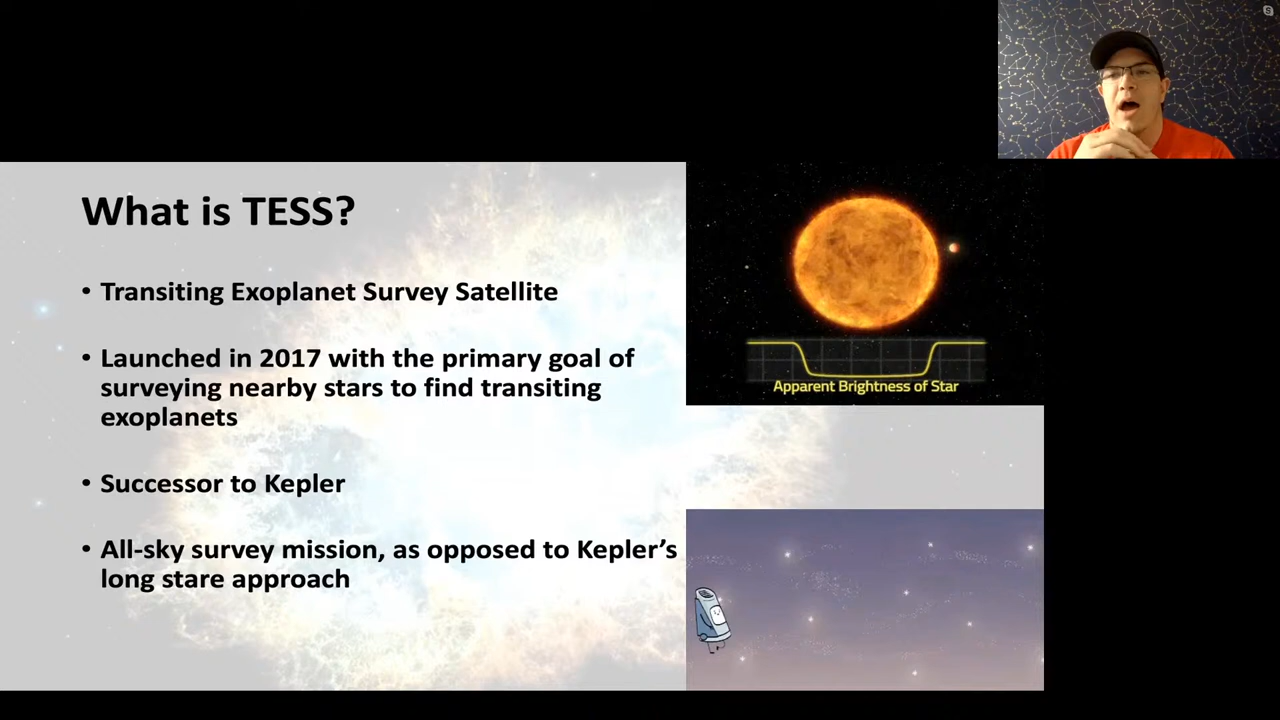 What is TESS?
• Transiting Exoplanet Survey Satellite
• Launched in 2017 with the primary goal of
surveying nearby stars to find transiting
exoplanets
• Successor to Kepler
• All-sky survey mission, as opposed to Kepler’s
long stare approach
Apparent Brightness of Star